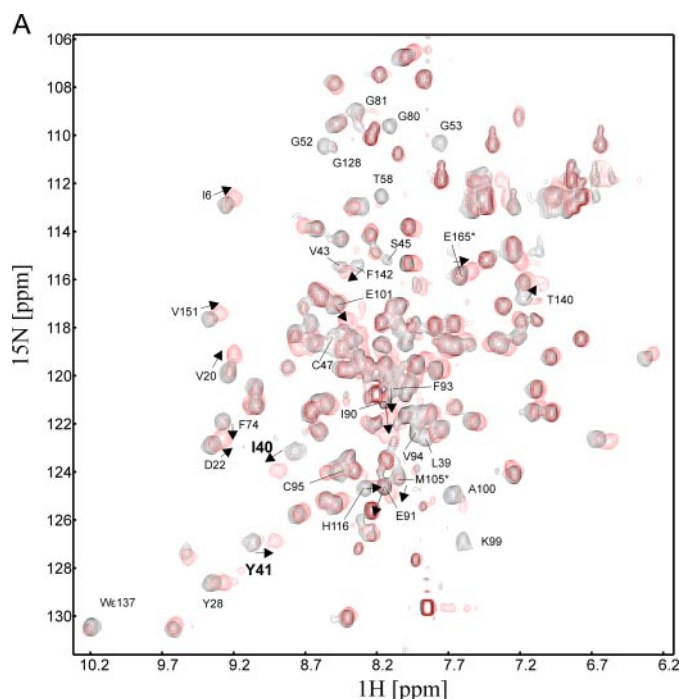 A
106
108
G81
G80
110
G52
G53
G128
112
I6
T58
114
V43
S45
E165*
F142
116
E101
T140
V151
118
C47
V20
F93
120
I90
F74
122
I40
V94
L39
D22
124
C95
M105*
A100
H116
E91
126
K99
Y41
128
Y28
Wε137
130
15N [ppm]
10.2 9.7 9.2 8.7 8.2 7.7 7.2 6.7 6.2
1H [ppm]